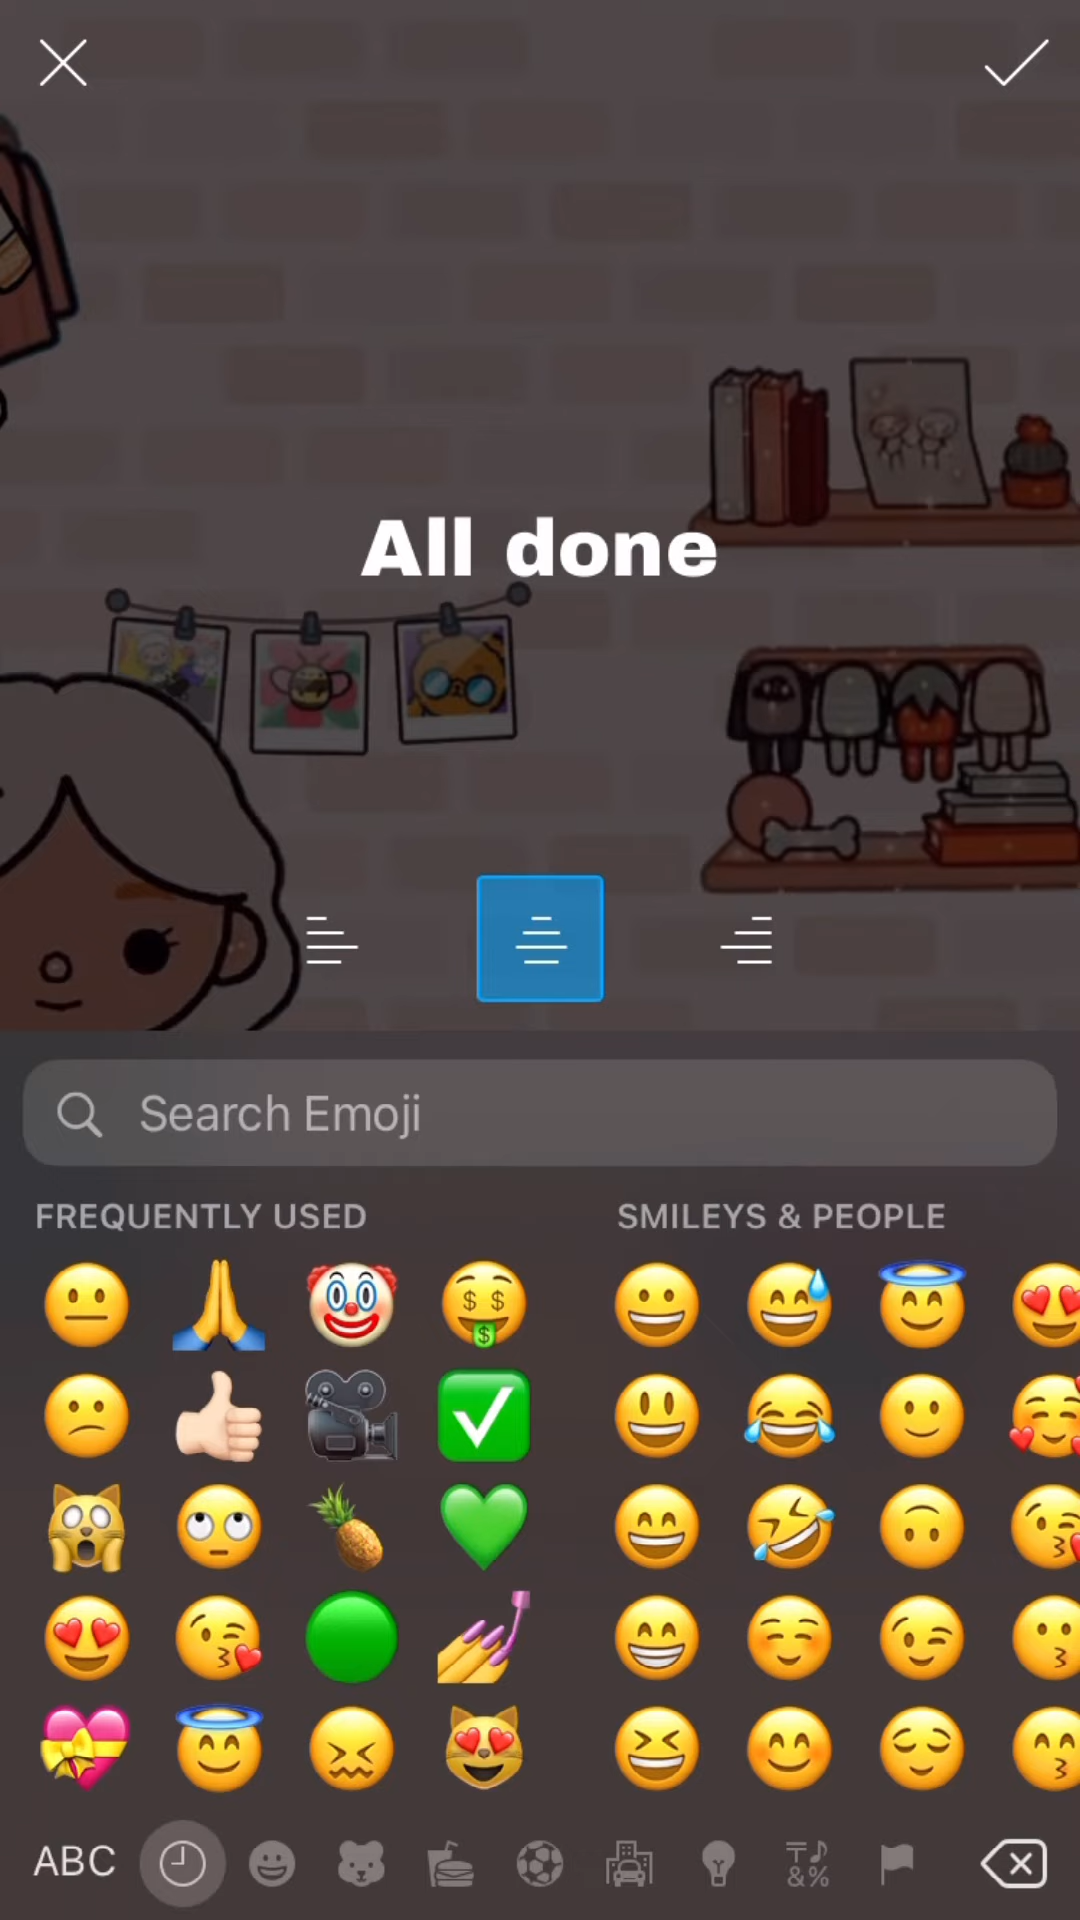 All done
Search Emoji
FREQUENTLY USED
SMILEYS & PEOPLE
ABC